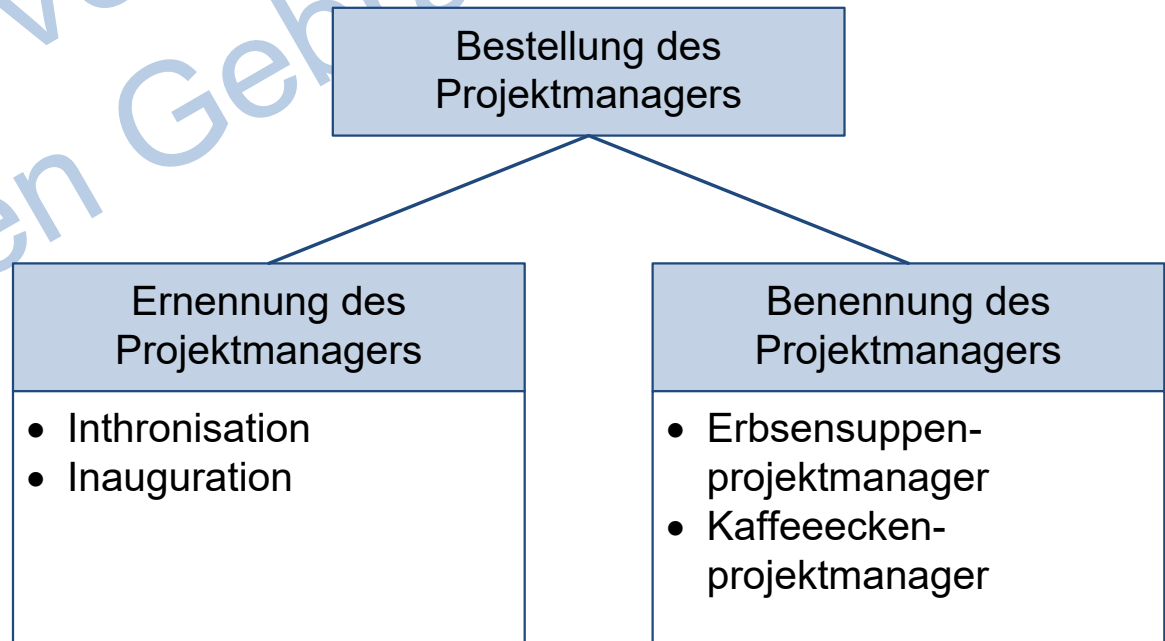 Bestellung des
Projektmanagers
Ernennung des
Projektmanagers
• Inthronisation
• Inauguration
Benennung des
Projektmanagers
• Erbsensuppen-
projektmanager
• Kaffeeecken-
projektmanager